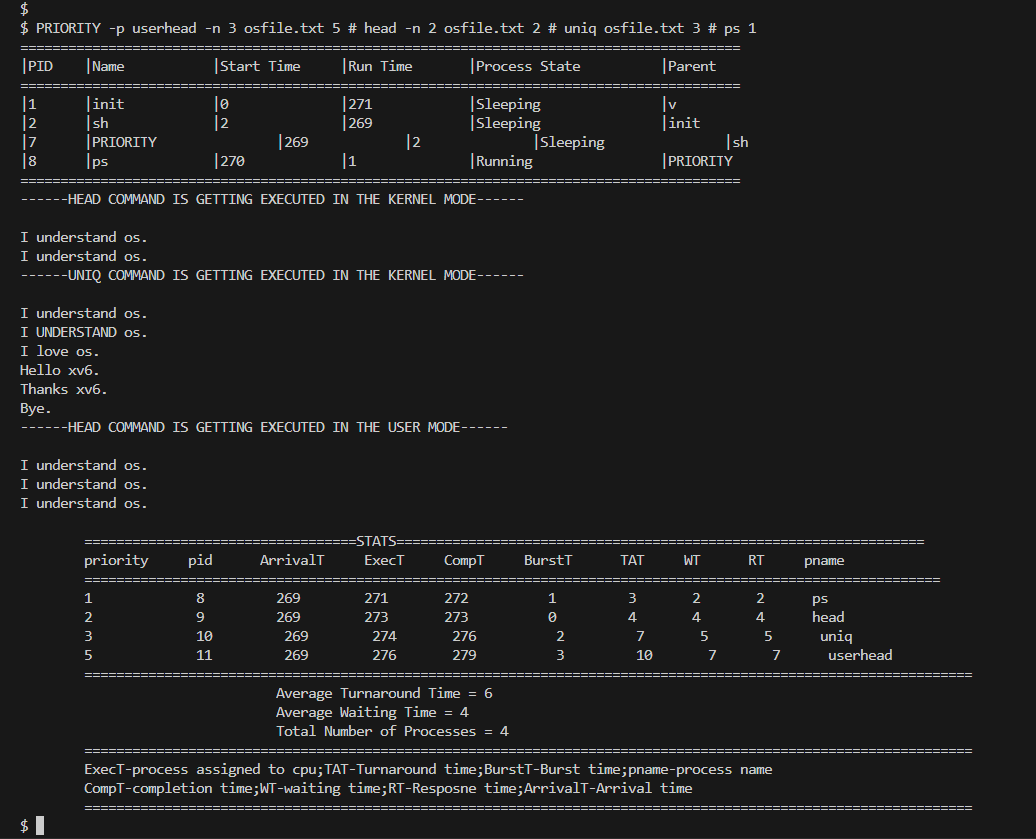 $
$ PRIORITY -p userhead -n 3 osfile.txt 5 # head -n 2 osfile.txt 2 # uniq osfile.txt 3 # ps 1
==========================================================================================
|PID |Name |Start Time |Run Time |Process State |Parent
==========================================================================================
|1 |init |0 |271 |Sleeping |v
|2 |sh |2 |269 |Sleeping |init
|7 |PRIORITY |269 |2 |Sleeping |sh
|8 |ps |270 |1 |Running |PRIORITY
==========================================================================================
------HEAD COMMAND IS GETTING EXECUTED IN THE KERNEL MODE------
I understand os.
I understand os.
------UNIQ COMMAND IS GETTING EXECUTED IN THE KERNEL MODE------
I understand os.
I UNDERSTAND os.
I love os.
Hello xv6.
Thanks xv6.
Bye.
------HEAD COMMAND IS GETTING EXECUTED IN THE USER MODE------
I understand os.
I understand os.
I understand os.
==================================STATS==================================================================
priority pid ArrivalT ExecT CompT BurstT TAT WT RT pname
===========================================================================================================
1 8 269 271 272 1 3 2 2 ps
2 9 269 273 273 0 4 4 4 head
3 10 269 274 276 2 7 5 5 uniq
5 11 269 276 279 3 10 7 7 userhead
===============================================================================================================
Average Turnaround Time = 6
Average Waiting Time = 4
Total Number of Processes = 4
===============================================================================================================
ExecT-process assigned to cpu;TAT-Turnaround time;BurstT-Burst time;pname-process name
CompT-completion time;WT-waiting time;RT-Resposne time;ArrivalT-Arrival time
===============================================================================================================
$